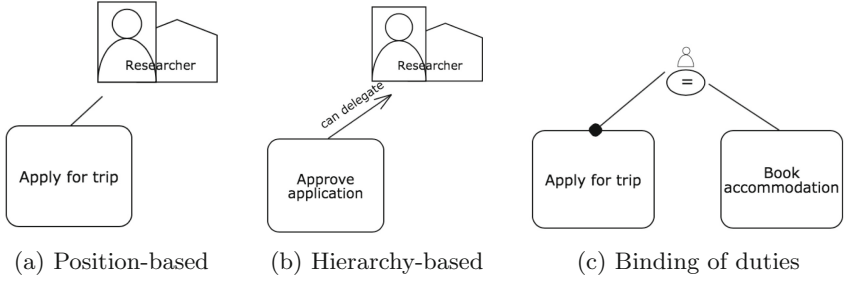 Researcher
Apply for trip
(a) Position-based
Researcher
can delegate
Approve
application
(b) Hierarchy-based
=
Apply for trip
Book
accommodation
(c) Binding of duties